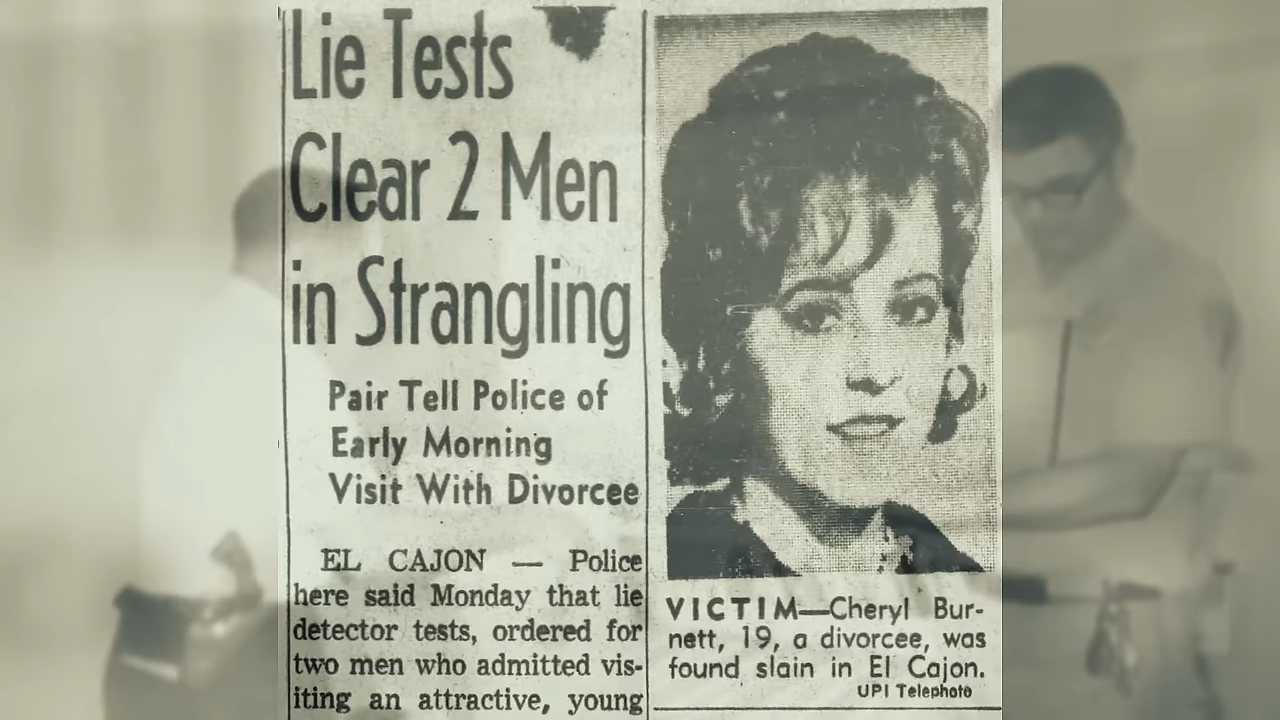 Lie Tests
Clear 2 Men
in Strangling
Pair Tell Police of
Early Morning
Visit With Divorcee
EL CAJON — Police
here said Monday that lie
detector tests, ordered for
two men who admitted vis-
iting an attractive, young
VICTIM—Cheryl Bur-
nett, 19, a divorcee, was
found slain in El Cajon.
UPI Telephoto